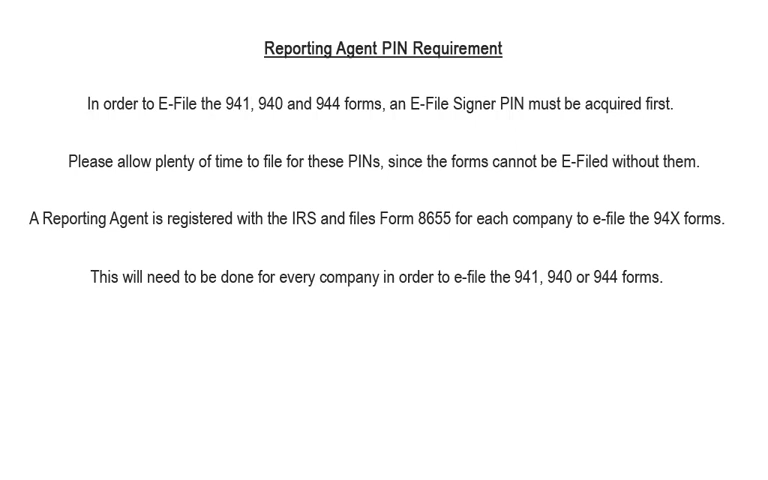 Reporting Agent PIN Requirement
In order to E-File the 941, 940 and 944 forms, an E-File Signer PIN must be acquired first.
Please allow plenty of time to file for these PINs, since the forms cannot be E-Filed without them.
A Reporting Agent is registered with the IRS and files Form 8655 for each company to e-file the 94X forms.
This will need to be done for every company in order to e-file the 941, 940 or 944 forms.